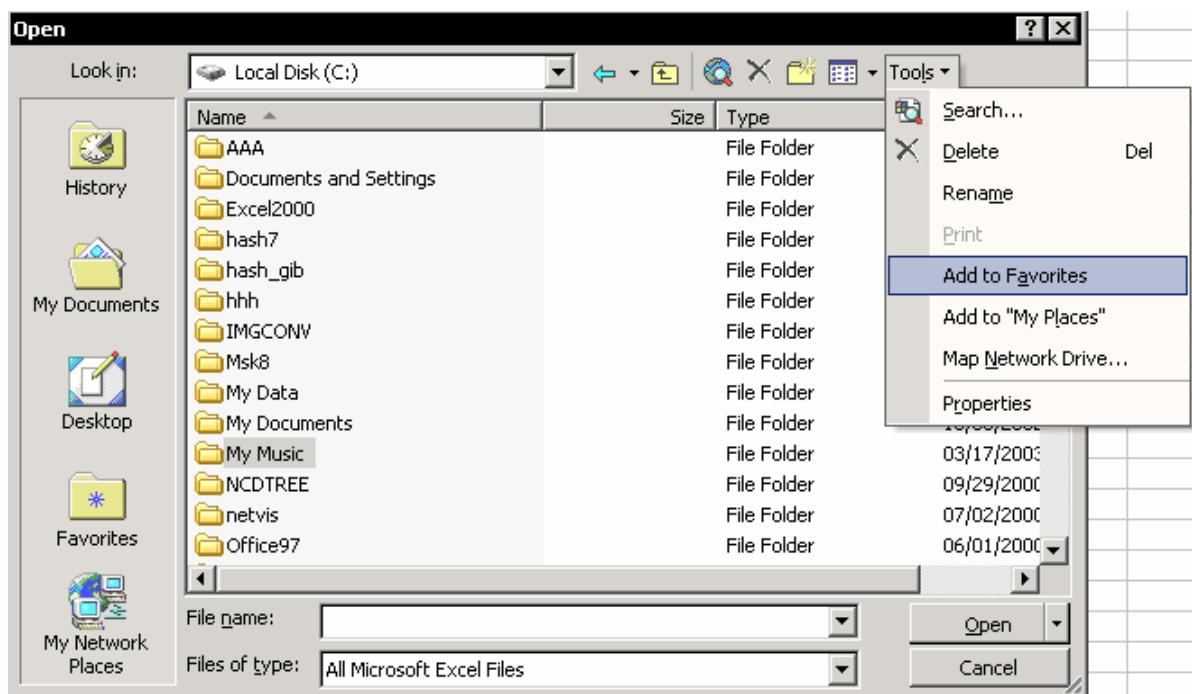 Open
Look in: Local Disk (C:) Tools
Name Size Type
AAA File Folder
Documents and Settings File Folder
Excel2000 File Folder
hash7 File Folder
hash_gib File Folder
hhh File Folder
IMGCONV File Folder
Msk8 File Folder
My Data File Folder
My Documents File Folder
My Music File Folder 03/17/2003
NCDTREE File Folder 09/29/200
netvis File Folder 07/02/200
Office97 File Folder 06/01/200
History
My Documents
Desktop
Favorites
My Network
Places
Search...
Delete Del
Rename
Print
Add to Favorites
Add to "My Places"
Map Network Drive...
Properties
File name: Open
Files of type: All Microsoft Excel Files Cancel